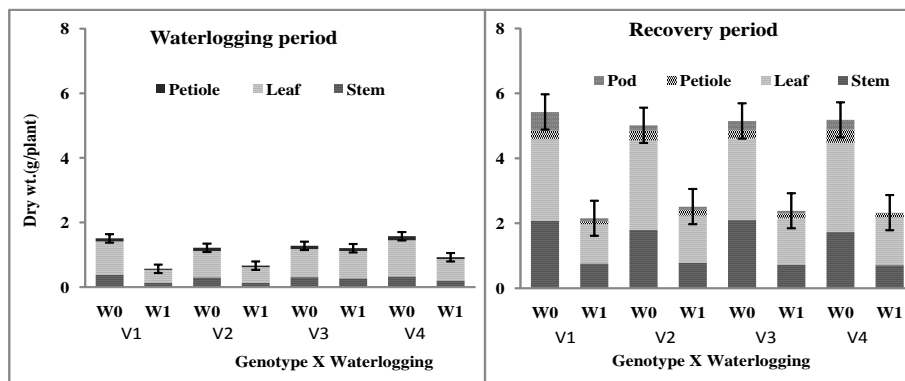 Waterlogging period
Petiole Leaf Stem
Dry wt.(g/plant)
8
6
4
2
0
W0 W1 W0 W1 W0 W1 W0 W1
V1 V2 V3 V4
Genotype X Waterlogging
Recovery period
Pod Petiole Leaf Stem
8
6
4
2
0
W0 W1 W0 W1 W0 W1 W0 W1
V1 V2 V3 V4
Genotype X Waterlogging